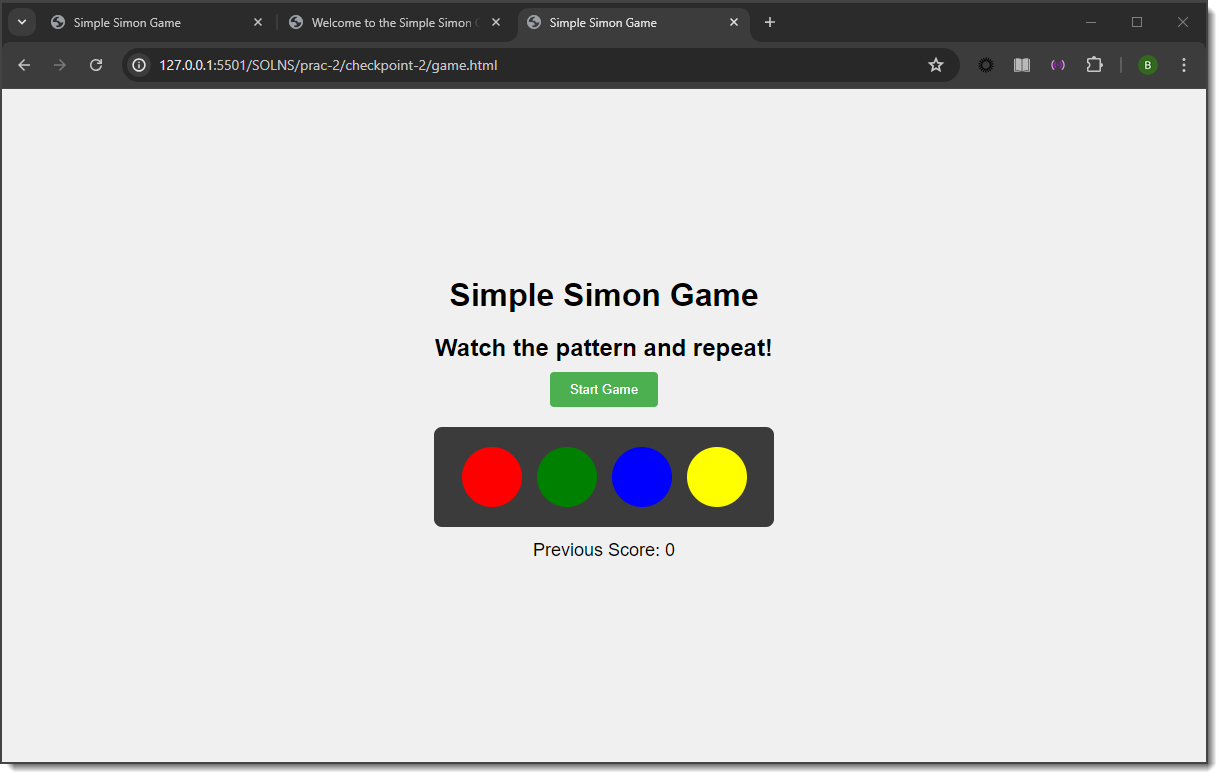 Simple Simon Game
Welcome to the Simple Simon
Simple Simon Game
127.0.0.1:5501/SOLNS/prac-2/checkpoint-2/game.html
B
Simple Simon Game
Watch the pattern and repeat!
Start Game
Previous Score: 0